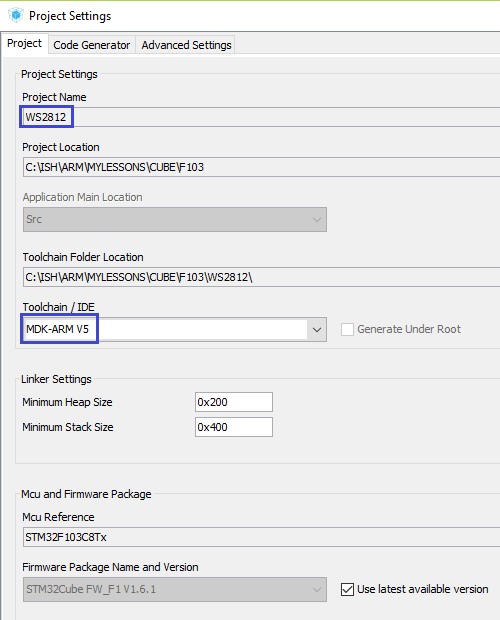 Project Settings
Project
Code Generator
Advanced Settings
Project Settings
Project Name
WS2812
Project Location
C:\ISH\ARM\MYLESSONS\CUBE\F103
Application Main Location
Src
Toolchain Folder Location
C:\ISH\ARM\MYLESSONS\CUBE\F103\WS2812\
Toolchain / IDE
MDK-ARM V5
Generate Under Root
Linker Settings
Minimum Heap Size
0x200
Minimum Stack Size
0x400
Mcu and Firmware Package
Mcu Reference
STM32F103C8Tx
Firmware Package Name and Version
STM32Cube FW_F1 V1.6.1
Use latest available version